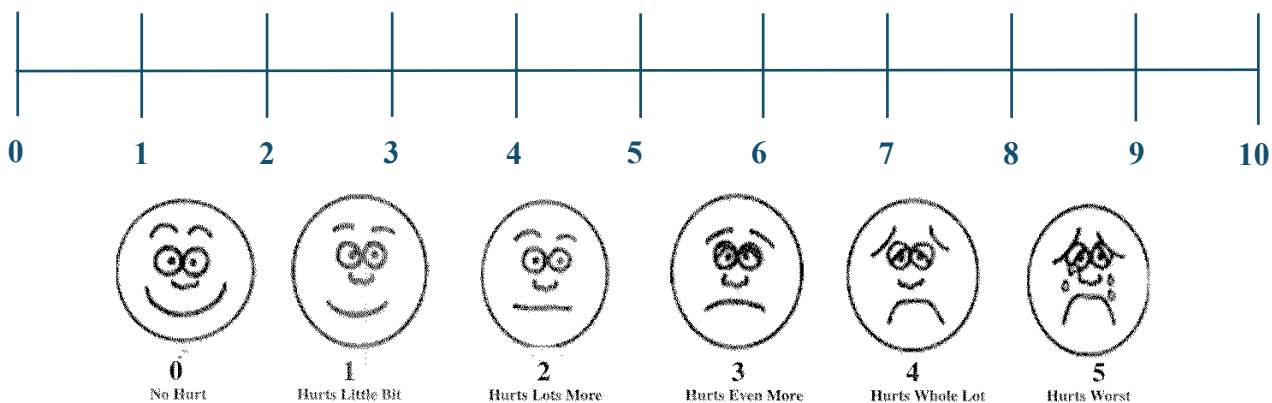 0 1 2 3 4 5 6 7 8 9 10
0 1 2 3 4 5
No Hurt Hurts Little Bit Hurts Lots More Hurts Even More Hurts Whole Lot Hurts Worst